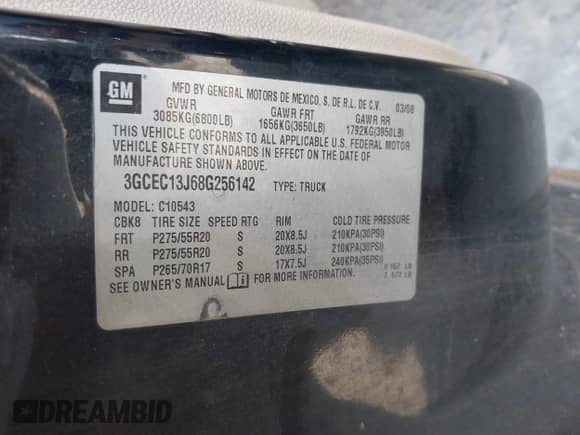 GM
MFD BY GENERAL MOTORS DE MEXICO, S. DE R.L. DE C.V. 03/08
GVWR GAWR FRT GAWR RR
3085KG(6800LB) 1656KG(3650LB) 1792KG(3950LB)
THIS VEHICLE CONFORMS TO ALL APPLICABLE U.S. FEDERAL MOTOR
VEHICLE SAFETY STANDARDS IN EFFECT ON THE DATE OF
MANUFACTURE SHOWN ABOVE.
3GCEC13J68G256142 TYPE: TRUCK
MODEL: C10543
CBK8 TIRE SIZE SPEED RTG RIM COLD TIRE PRESSURE
FRT P275/55R20 S 20X8.5J 210KPA(30PSI)
RR P275/55R20 S 20X8.5J 210KPA(30PSI)
SPA P265/70R17 S 17X7.5J 240KPA(35PSI)
SEE OWNER'S MANUAL FOR MORE INFORMATION.
DREAMBID